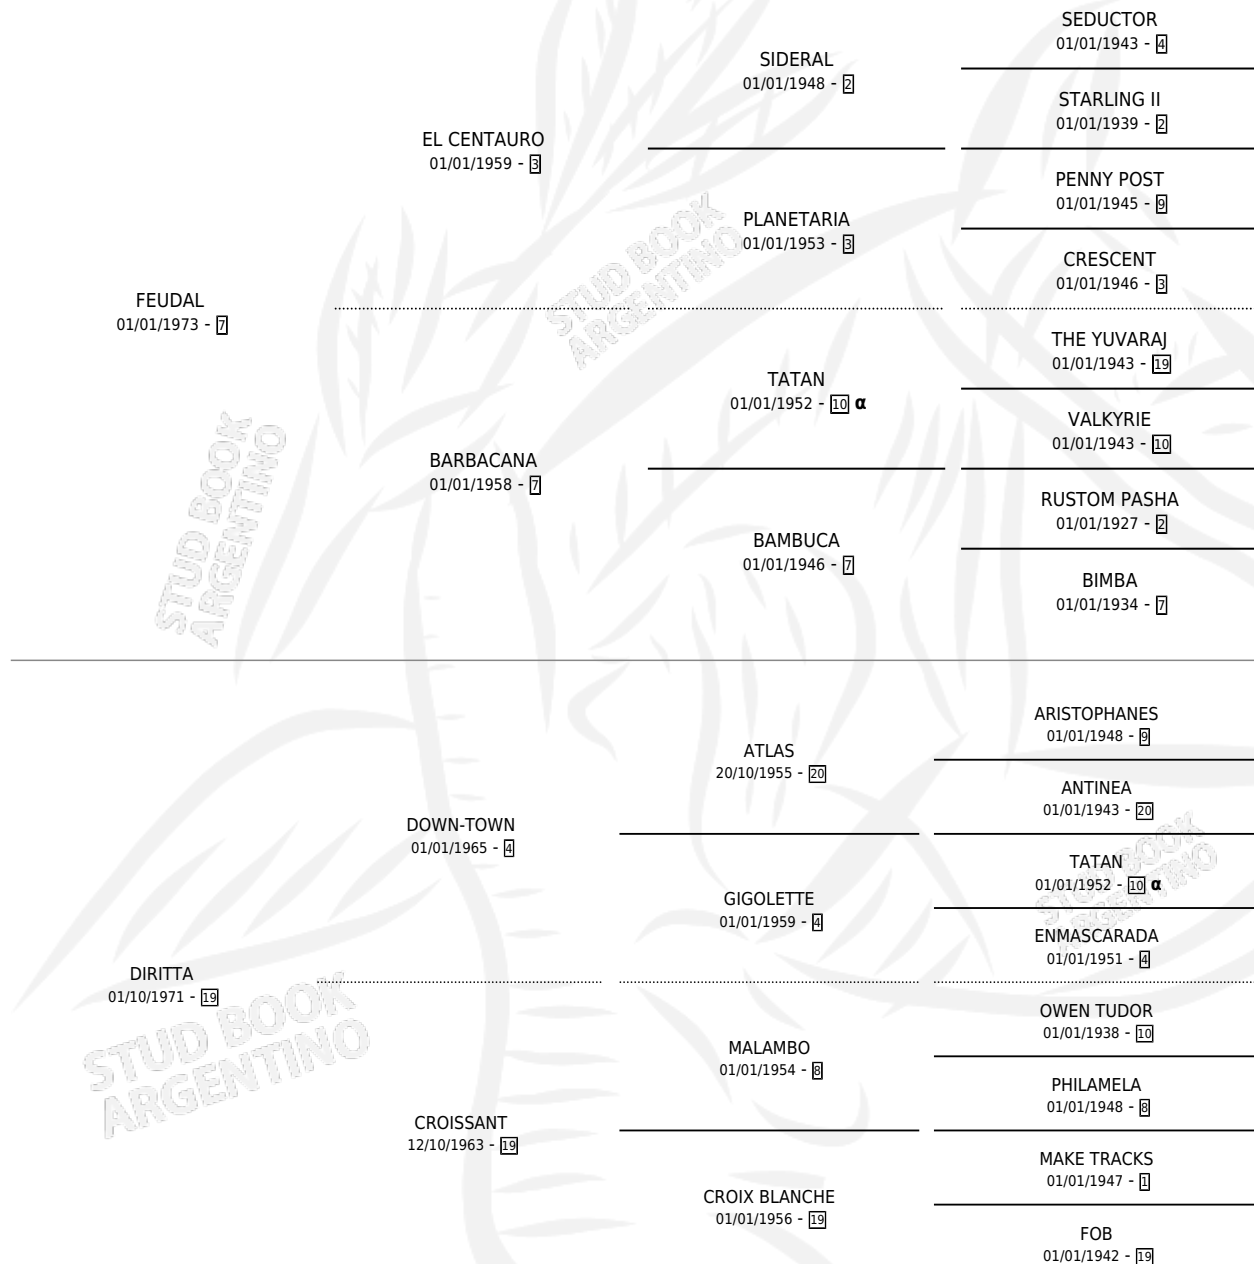 FEUDAL
01/01/1973 - 7
EL CENTAURO
01/01/1959 - 3
SIDERAL
01/01/1948 - 2
SEDUCTOR
01/01/1943 - 4
STARLING II
01/01/1939 - 2
PLANETARIA
01/01/1953 - 3
PENNY POST
01/01/1945 - 9
CRESCENT
01/01/1946 - 3
BARBACANA
01/01/1958 - 7
TATAN
01/01/1952 - 10 α
THE YUVARAJ
01/01/1943 - 19
VALKYRIE
01/01/1943 - 10
BAMBUCA
01/01/1946 - 7
RUSTOM PASHA
01/01/1927 - 2
BIMBA
01/01/1934 - 7
DIRITTA
01/10/1971 - 19
DOWN-TOWN
01/01/1965 - 4
ATLAS
20/10/1955 - 20
ARISTOPHANES
01/01/1948 - 9
ANTINEA
01/01/1943 - 20
GIGOLETTE
01/01/1959 - 4
TATAN
01/01/1952 - 10 α
ENMASCARADA
01/01/1951 - 4
CROISSANT
12/10/1963 - 19
MALAMBO
01/01/1954 - 8
OWEN TUDOR
01/01/1938 - 10
PHILAMELA
01/01/1948 - 8
CROIX BLANCHE
01/01/1956 - 19
MAKE TRACKS
01/01/1947 - 1
FOB
01/01/1942 - 19
STUD BOOK
ARGENTINO
STUD BOOK
ARGENTINO
STUD BOOK
ARGENTINO
STUD BOOK
ARGENTINO